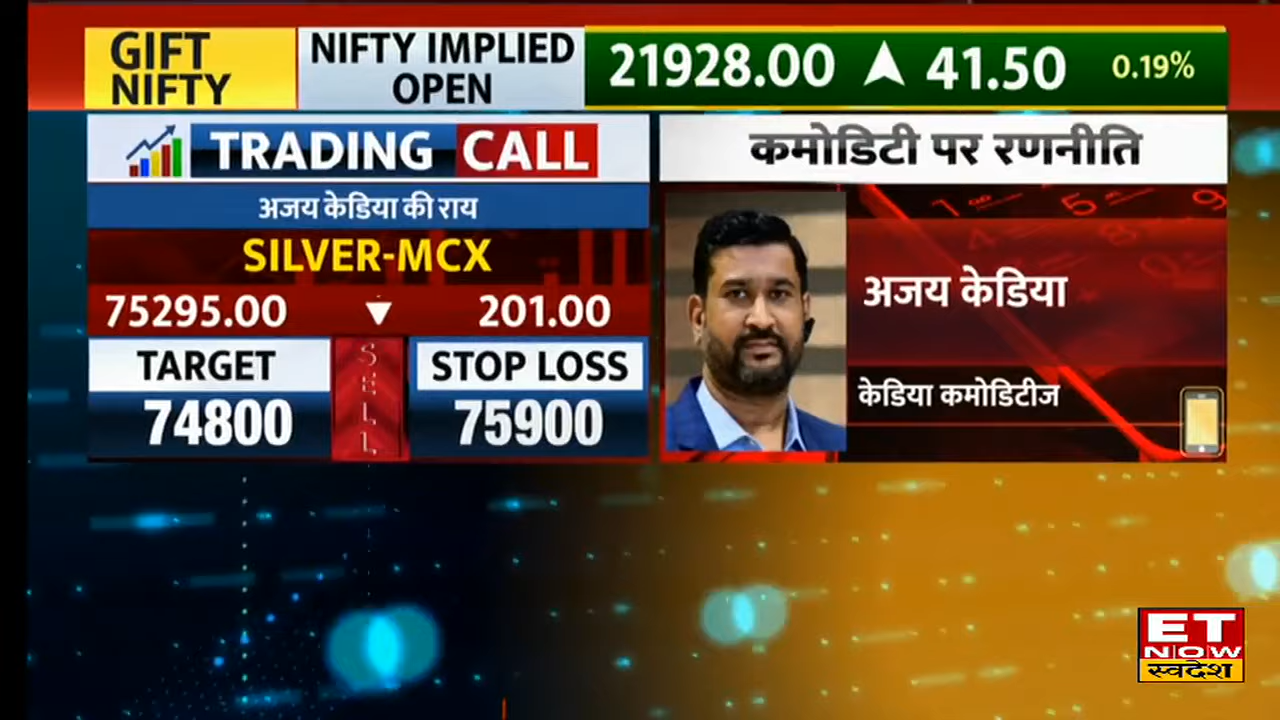 GIFT
NIFTY
NIFTY IMPLIED
OPEN
21928.00 ▲ 41.50 0.19%
TRADING CALL
अजय केडिया की राय
SILVER-MCX
75295.00 ▼ 201.00
TARGET
74800
SELL
STOP LOSS
75900
कमोडिटी पर रणनीति
अजय केडिया
केडिया कमोडिटीज
ET
NOW
स्वदेश